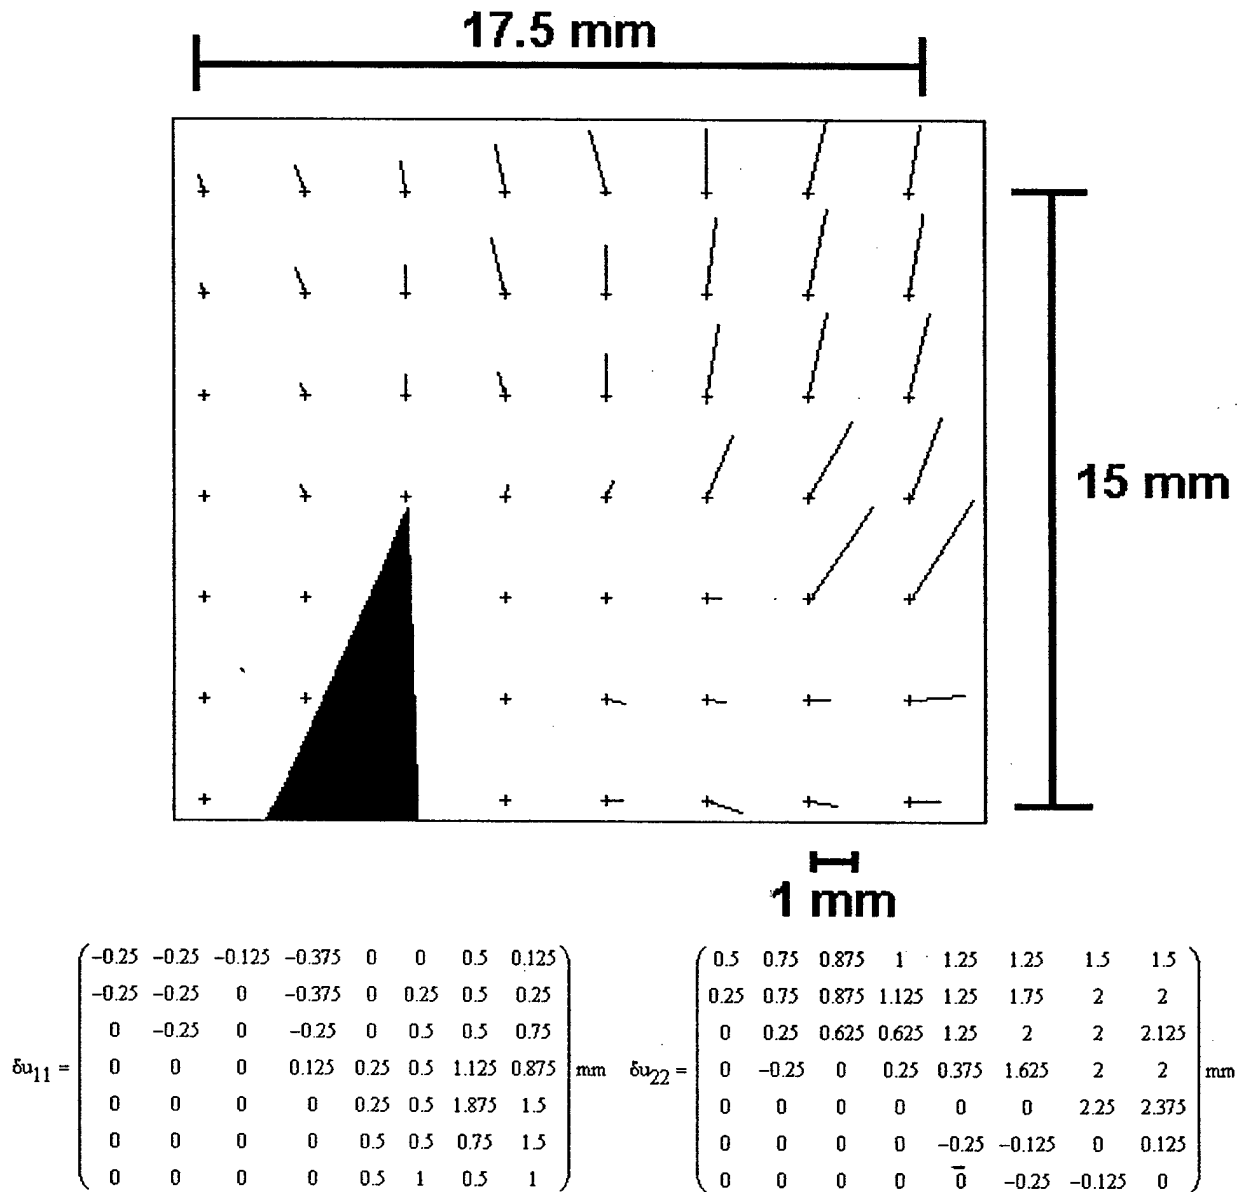 17.5 mm
15 mm
1 mm
δu11 =
-0.25 -0.25 -0.125 -0.375 0 0 0.5 0.125
-0.25 -0.25 0 -0.375 0 0.25 0.5 0.25
0 -0.25 0 -0.25 0 0.5 0.5 0.75
0 0 0 0.125 0.25 0.5 1.125 0.875
0 0 0 0 0.25 0.5 1.875 1.5
0 0 0 0 0.5 0.5 0.75 1.5
0 0 0 0 0.5 1 0.5 1
mm
δu22 =
0.5 0.75 0.875 1 1.25 1.25 1.5 1.5
0.25 0.75 0.875 1.125 1.25 1.75 2 2
0 0.25 0.625 0.625 1.25 2 2 2.125
0 -0.25 0 0.25 0.375 1.625 2 2
0 0 0 0 0 0 2.25 2.375
0 0 0 0 -0.25 -0.125 0 0.125
0 0 0 0 0 -0.25 -0.125 0
mm